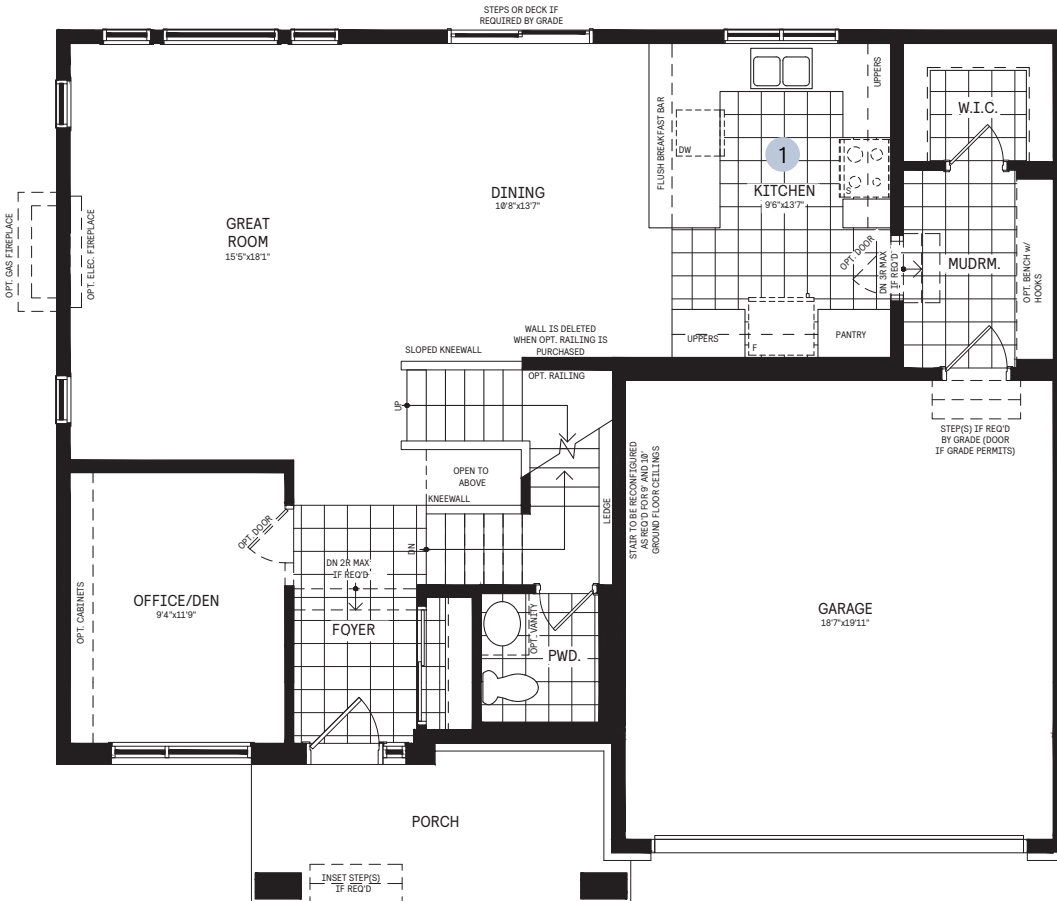 STEPS OR DECK IF
REQUIRED BY GRADE
UPPERS
W.I.C.
FLUSH BREAKFAST BAR
DW
1
KITCHEN
9'6"x13'7"
S
DINING
10'8"x13'7"
GREAT
ROOM
15'5"x18'1"
OPT. GAS FIREPLACE
OPT. ELEC. FIREPLACE
OPT. DOOR
DN 3R MAX
IF REQ'D
MUDRM.
OPT. BENCH w/
HOOKS
WALL IS DELETED
WHEN OPT. RAILING IS
PURCHASED
UPPERS
F
PANTRY
SLOPED KNEEWALL
OPT. RAILING
UP
STEP(S) IF REQ'D
BY GRADE (DOOR
IF GRADE PERMITS)
OPEN TO
ABOVE
KNEEWALL
LEDGE
STAIR TO BE RECONFIGURED
AS REQ'D FOR 9' AND 10'
GROUND FLOOR CEILINGS
OPT. DOOR
DN
DN 2R MAX
IF REQ'D
OPT. CABINETS
OFFICE/DEN
9'4"x11'9"
FOYER
OPT. VANITY
PWD.
GARAGE
18'7"x19'11"
PORCH
INSET STEP(S)
IF REQ'D